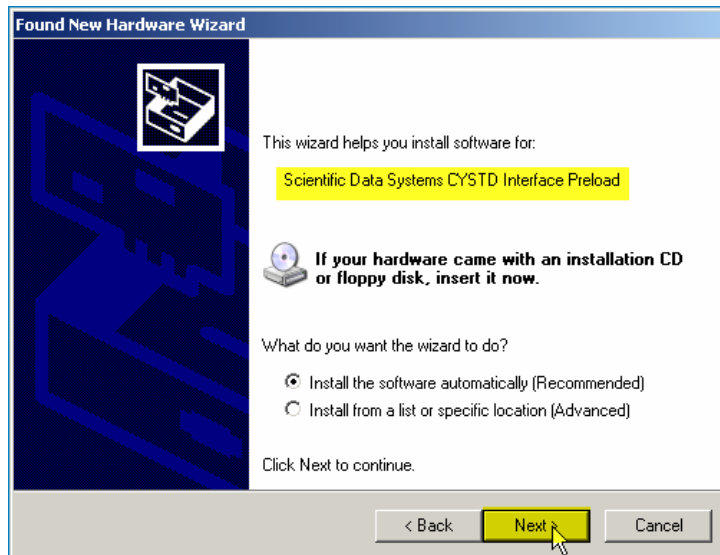 Found New Hardware Wizard
This wizard helps you install software for:
Scientific Data Systems CYSTD Interface Preload
If your hardware came with an installation CD
or floppy disk, insert it now.
What do you want the wizard to do?
Install the software automatically (Recommended)
Install from a list or specific location (Advanced)
Click Next to continue.
< Back Next > Cancel